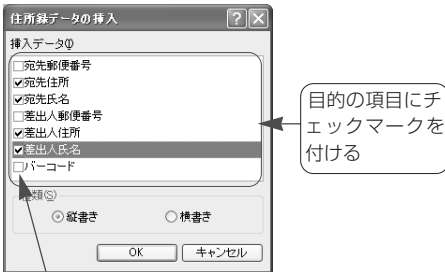 住所録データの挿入
挿入データ(I)
宛先郵便番号
宛先住所
宛先氏名
差出人郵便番号
差出人住所
差出人氏名
バーコード
種類(S)
縦書き
横書き
OK
キャンセル
目的の項目にチ
ェックマークを
付ける